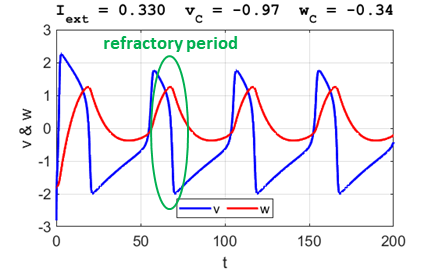 I_ext = 0.330  v_C = -0.97  w_C = -0.34
refractory period
3
2
1
0
-1
-2
-3
v & w
v w
0 50 100 150 200
t